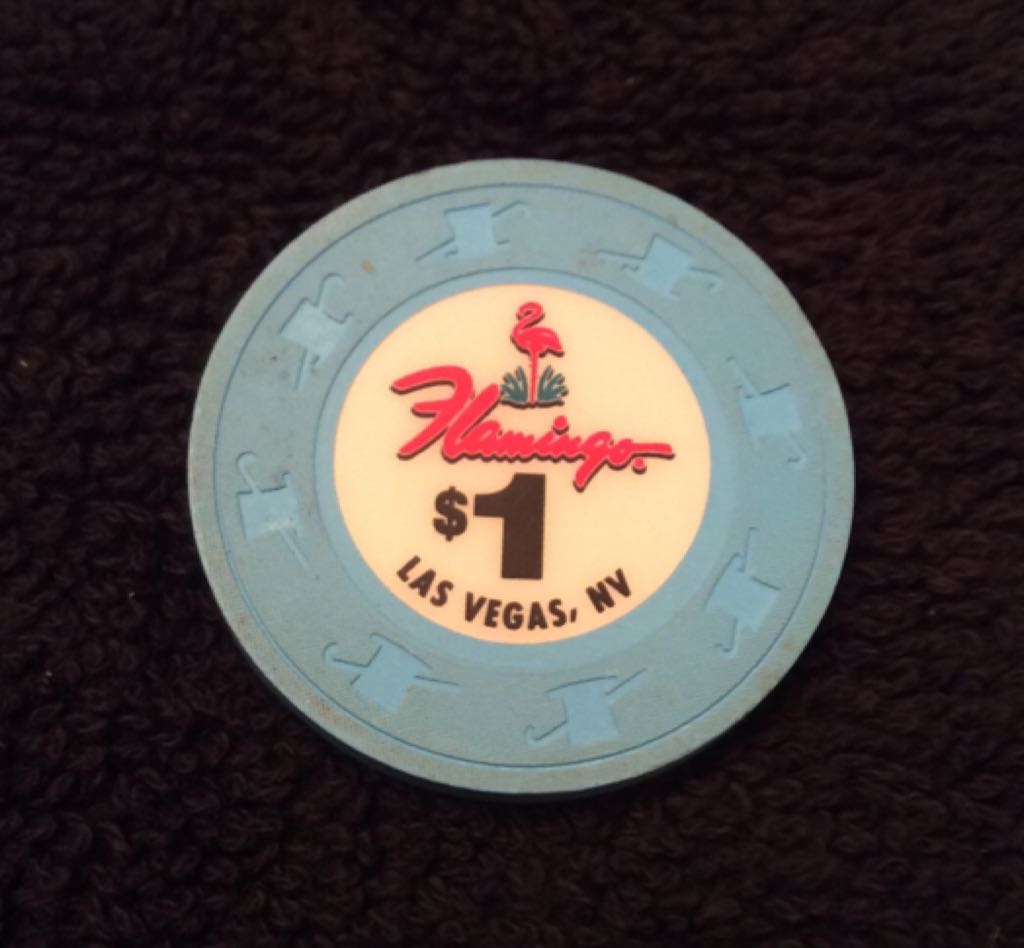 Flamingo
$1
LAS VEGAS, NV